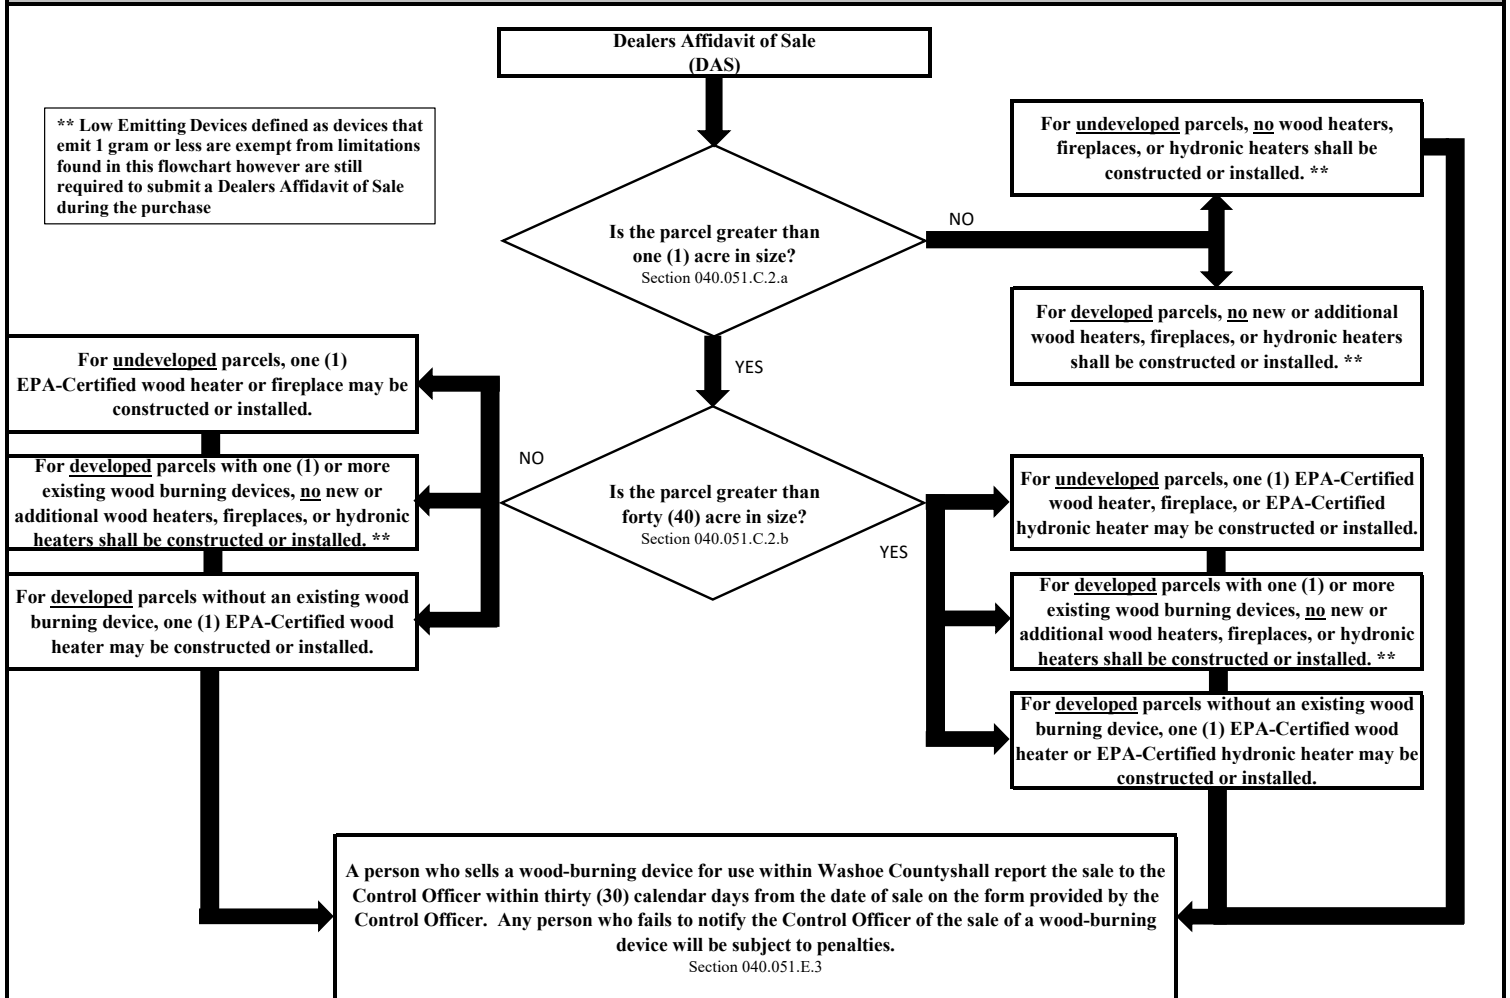 Dealers Affidavit of Sale
(DAS)
** Low Emitting Devices defined as devices that
emit 1 gram or less are exempt from limitations
found in this flowchart however are still
required to submit a Dealers Affidavit of Sale
during the purchase
For undeveloped parcels, no wood heaters,
fireplaces, or hydronic heaters shall be
constructed or installed. **
Is the parcel greater than
one (1) acre in size?
Section 040.051.C.2.a
NO
For developed parcels, no new or additional
wood heaters, fireplaces, or hydronic heaters
shall be constructed or installed. **
YES
For undeveloped parcels, one (1)
EPA-Certified wood heater or fireplace may be
constructed or installed.
For developed parcels with one (1) or more
existing wood burning devices, no new or
additional wood heaters, fireplaces, or hydronic
heaters shall be constructed or installed. **
For developed parcels without an existing wood
burning device, one (1) EPA-Certified wood
heater may be constructed or installed.
NO
Is the parcel greater than
forty (40) acre in size?
Section 040.051.C.2.b
YES
For undeveloped parcels, one (1) EPA-Certified
wood heater, fireplace, or EPA-Certified
hydronic heater may be constructed or installed.
For developed parcels with one (1) or more
existing wood burning devices, no new or
additional wood heaters, fireplaces, or hydronic
heaters shall be constructed or installed. **
For developed parcels without an existing wood
burning device, one (1) EPA-Certified wood
heater or EPA-Certified hydronic heater may be
constructed or installed.
A person who sells a wood-burning device for use within Washoe Countyshall report the sale to the
Control Officer within thirty (30) calendar days from the date of sale on the form provided by the
Control Officer.  Any person who fails to notify the Control Officer of the sale of a wood-burning
device will be subject to penalties.
Section 040.051.E.3